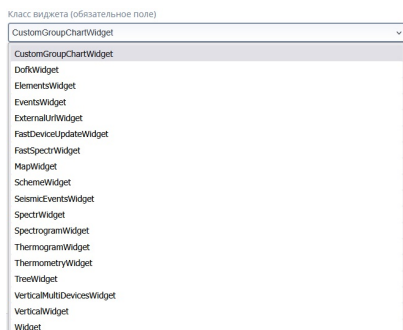 Класс виджета (обязательное поле)
CustomGroupChartWidget
CustomGroupChartWidget
DofkWidget
ElementsWidget
EventsWidget
ExternalUrlWidget
FastDeviceUpdateWidget
FastSpectrWidget
MapWidget
SchemeWidget
SeismicEventsWidget
SpectrWidget
SpectrogramWidget
ThermogramWidget
ThermometryWidget
TreeWidget
VerticalMultiDevicesWidget
VerticalWidget
Widget